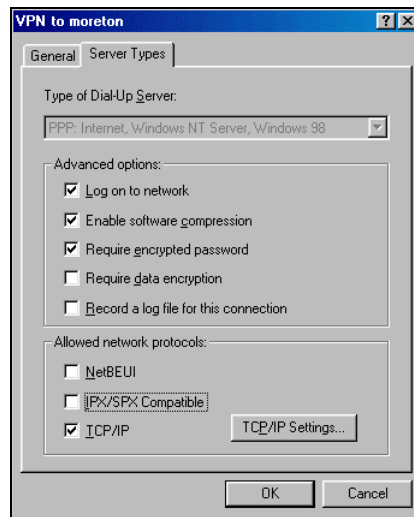 VPN to moreton
General
Server Types
Type of Dial-Up Server:
PPP: Internet, Windows NT Server, Windows 98
Advanced options:
Log on to network
Enable software compression
Require encrypted password
Require data encryption
Record a log file for this connection
Allowed network protocols:
NetBEUI
IPX/SPX Compatible
TCP/IP
TCP/IP Settings...
OK
Cancel